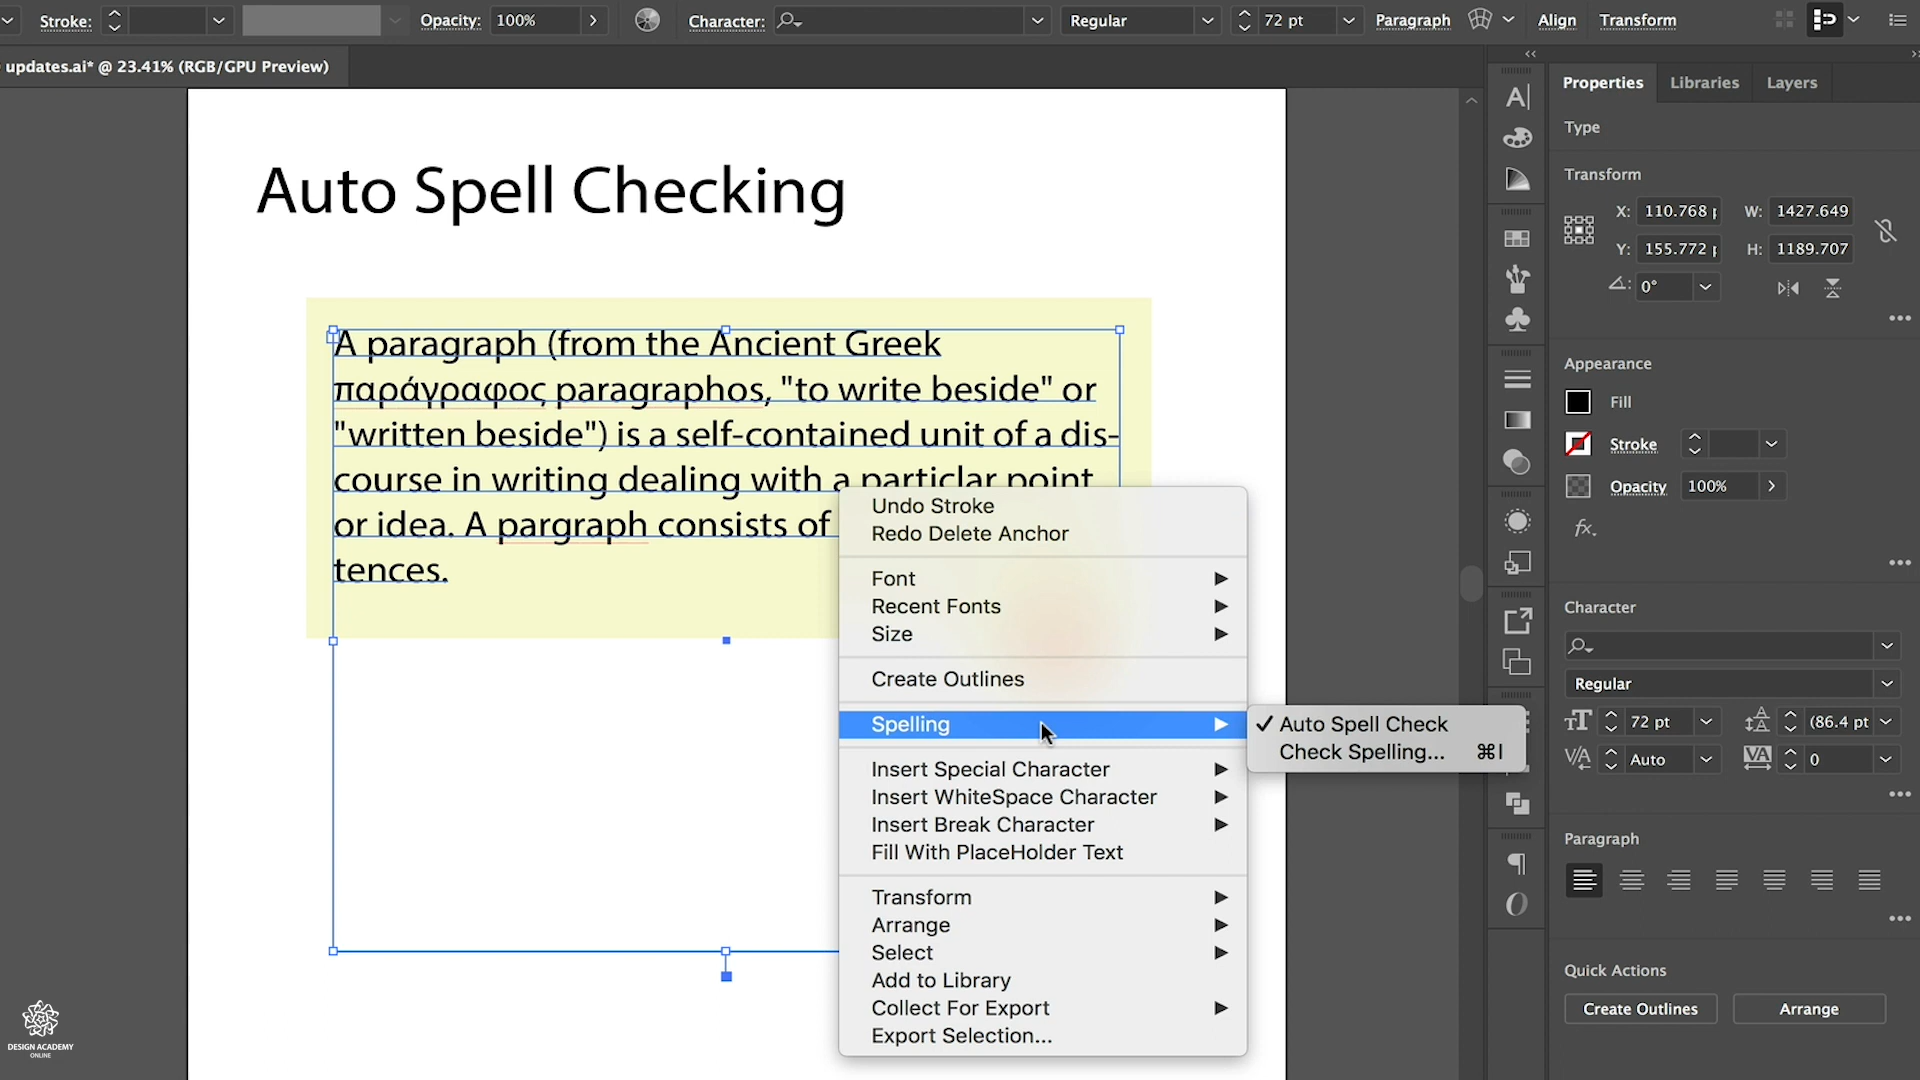 Stroke:
Opacity: 100%
Character:
Regular
72 pt
Paragraph
Align
Transform
updates.ai* @ 23.41% (RGB/GPU Preview)
Auto Spell Checking
A paragraph (from the Ancient Greek
παράγραφος paragraphos, "to write beside" or
"written beside") is a self-contained unit of a dis-
course in writing dealing with a particlar point
or idea. A pargraph consists of
tences.
Undo Stroke
Redo Delete Anchor
Font
Recent Fonts
Size
Create Outlines
Spelling
Insert Special Character
Insert WhiteSpace Character
Insert Break Character
Fill With PlaceHolder Text
Transform
Arrange
Select
Add to Library
Collect For Export
Export Selection...
✓ Auto Spell Check
Check Spelling... ⌘I
Properties
Libraries
Layers
Type
Transform
X: 110.768
W: 1427.649
Y: 155.772
H: 1189.707
0°
Appearance
Fill
Stroke
Opacity 100%
fx.
Character
Regular
72 pt
(86.4 pt
Auto
0
Paragraph
Quick Actions
Create Outlines
Arrange
DESIGN ACADEMY
ONLINE